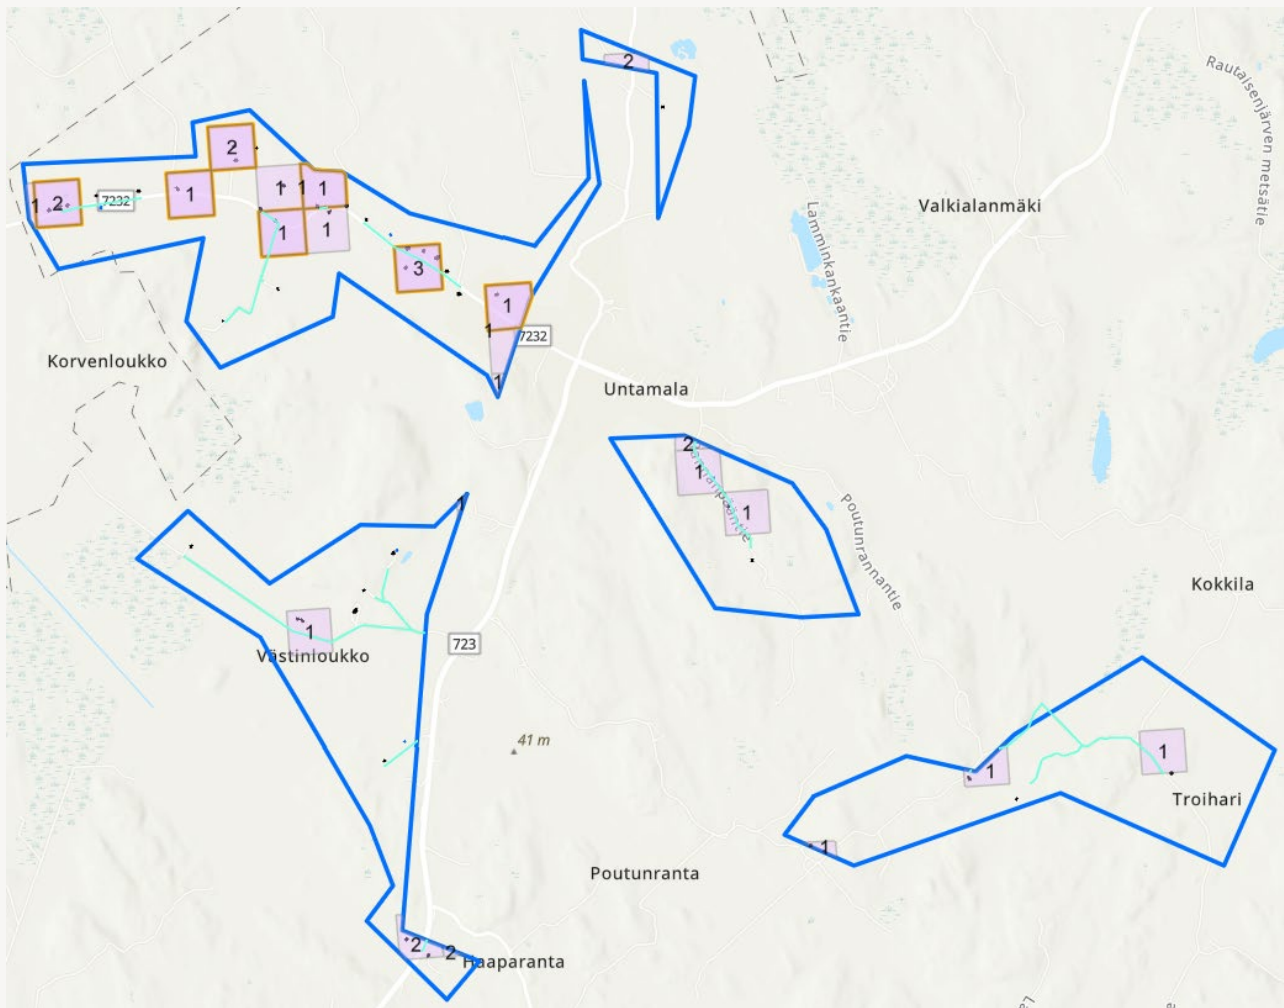 2
Rautaisenjärven metsätie
2
1
1
1
1
1
2
7232
Valkialanmäki
1
1
Lamminkankaantie
3
1
1
7232
Korvenloukko
1
Untamala
2
1
1
Poutunrannantie
1
Kokkila
1
723
Västinloukko
41 m
1
1
Troihari
1
Poutunranta
2
2
Haaparanta